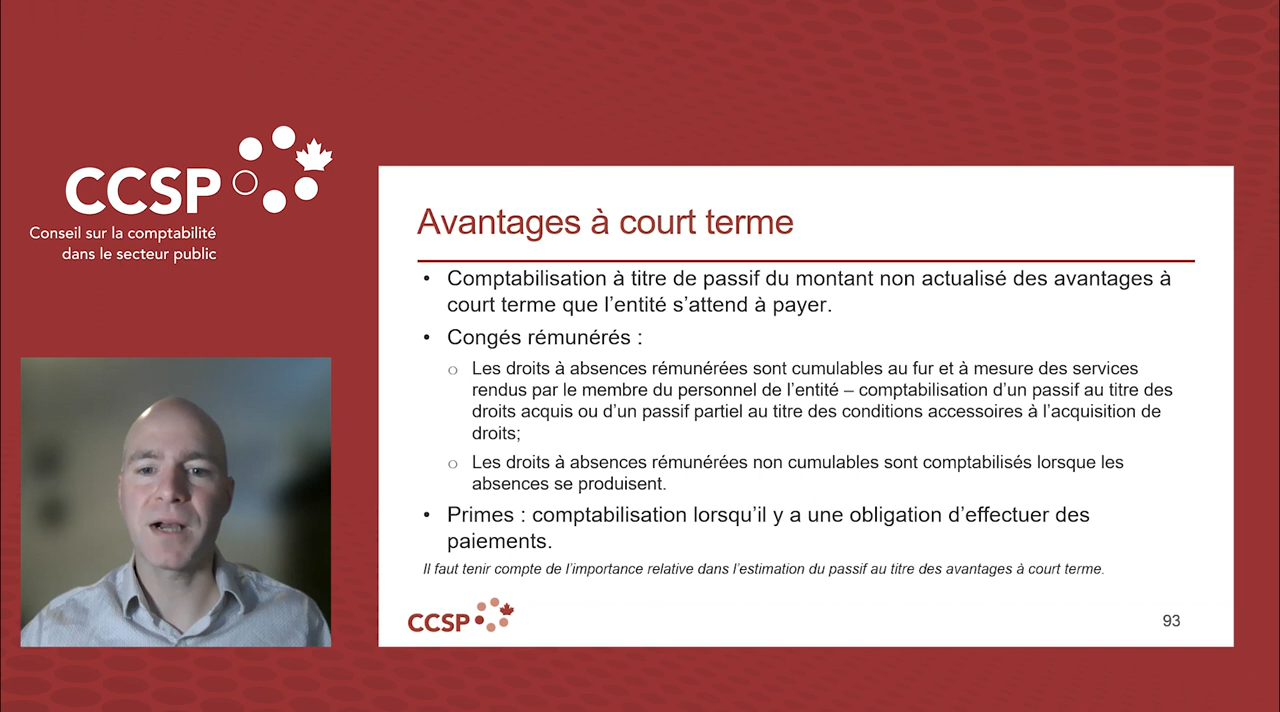 CCSP
Conseil sur la comptabilité
dans le secteur public
Avantages à court terme
• Comptabilisation à titre de passif du montant non actualisé des avantages à
court terme que l’entité s’attend à payer.
• Congés rémunérés :
o Les droits à absences rémunérées sont cumulables au fur et à mesure des services
rendus par le membre du personnel de l’entité – comptabilisation d’un passif au titre des
droits acquis ou d’un passif partiel au titre des conditions accessoires à l’acquisition de
droits;
o Les droits à absences rémunérées non cumulables sont comptabilisés lorsque les
absences se produisent.
• Primes : comptabilisation lorsqu’il y a une obligation d’effectuer des
paiements.
Il faut tenir compte de l’importance relative dans l’estimation du passif au titre des avantages à court terme.
CCSP
93